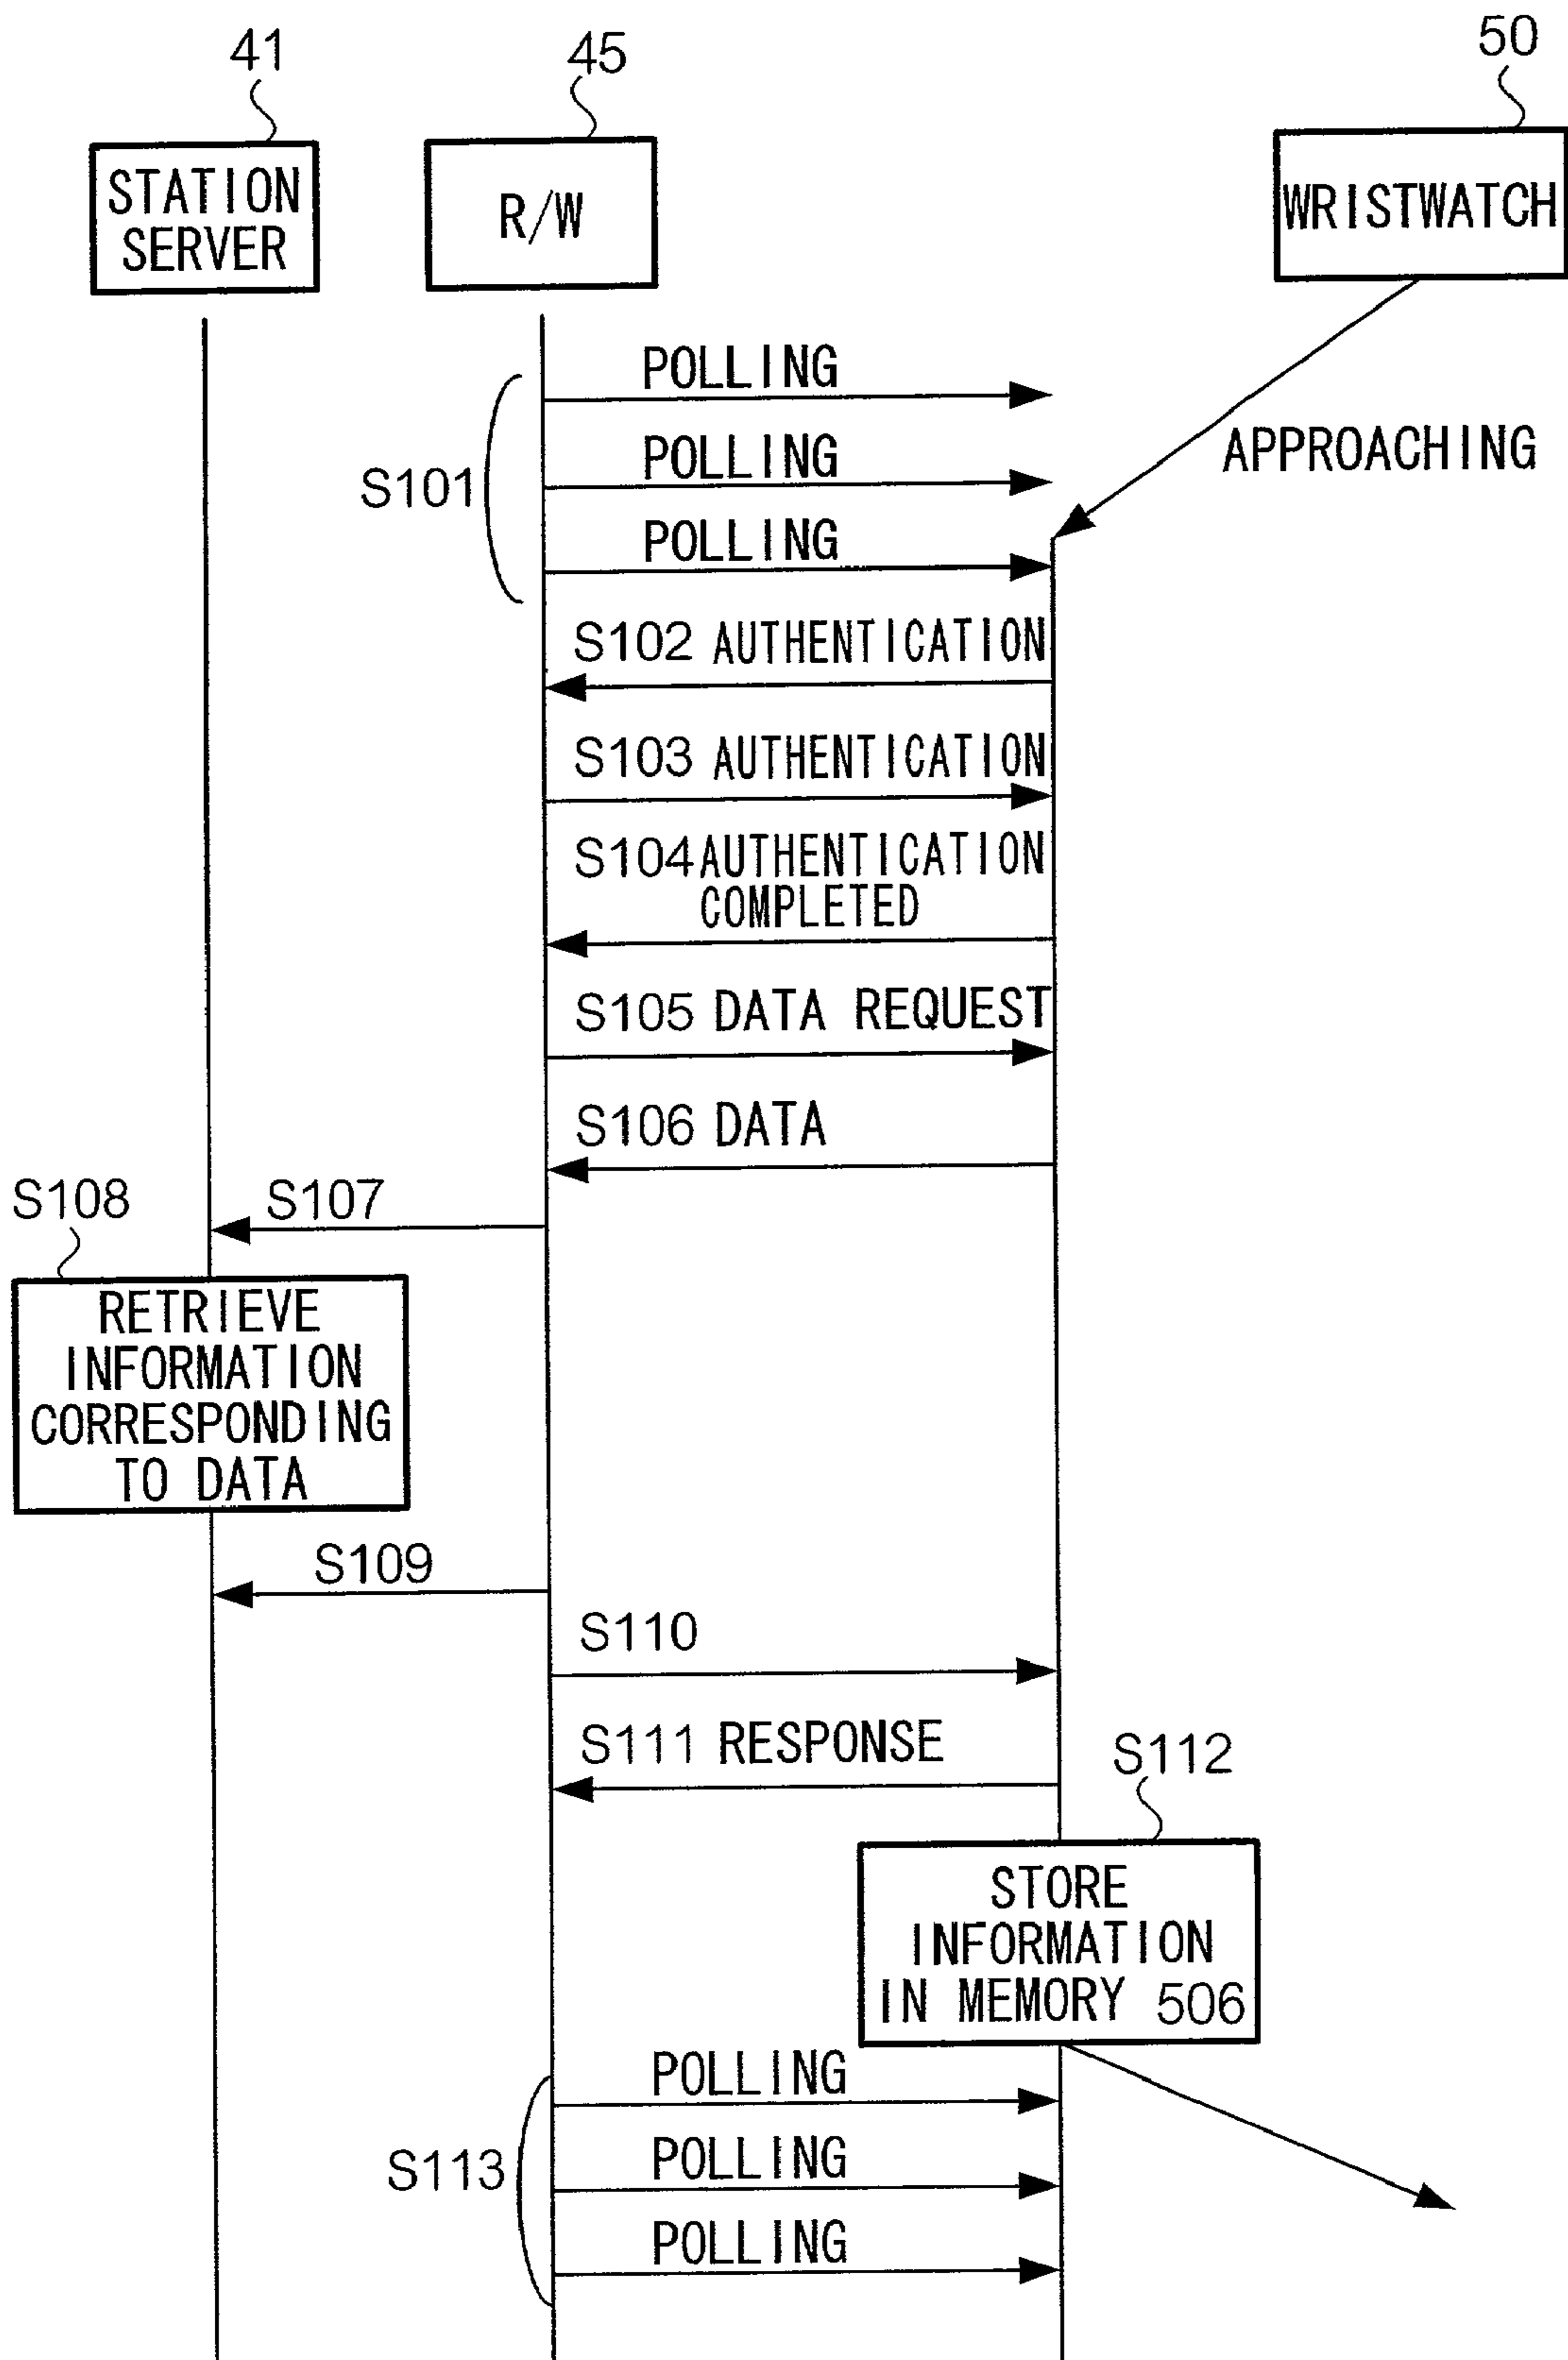 41
45
50
STATION
SERVER
R/W
WRISTWATCH
POLLING
APPROACHING
POLLING
S101
POLLING
S102 AUTHENTICATION
S103 AUTHENTICATION
S104 AUTHENTICATION
COMPLETED
S105 DATA REQUEST
S106 DATA
S107
S108
RETRIEVE
INFORMATION
CORRESPONDING
TO DATA
S109
S110
S111 RESPONSE
S112
STORE
INFORMATION
IN MEMORY 506
POLLING
S113
POLLING
POLLING